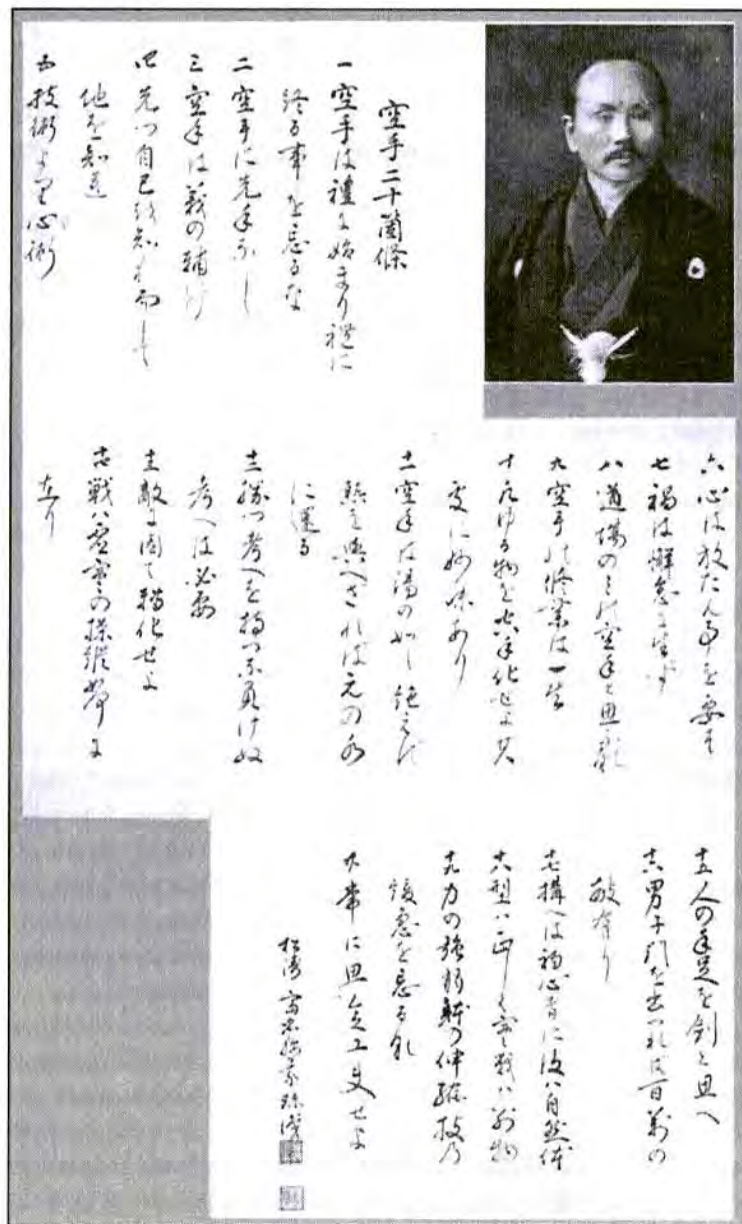 空手二十箇條
一 空手は禮に始まり禮に
終る事を忘るな
二 空手に先手なし
三 空手は義の輔け
四 先づ自己を知れ而して
他を知れ
五 技術より心術
六 心は放たん事を要す
七 禍は懈怠に生ず
八 道場のみの空手と思ふな
九 空手の修業は一生
十 凡ゆる物を空手化せよ其
処に妙味あり
十一 空手は湯の如し絶えず
熱を與へざれば元の水
に還る
十二 勝つ考へを持つな負けぬ
考へは必要
十三 敵に因て轉化せよ
十四 戦は虚実の操縦如何に
在り
十五 人の手足を剣と思へ
十六 男子門を出づれば百萬の
敵有り
十七 構へは初心者に後は自然体
十八 型は正しく実戦は別物
十九 力の強弱躰の伸縮技の
緩急を忘るな
二十 常に思念工夫せよ
松濤 富名腰義珍